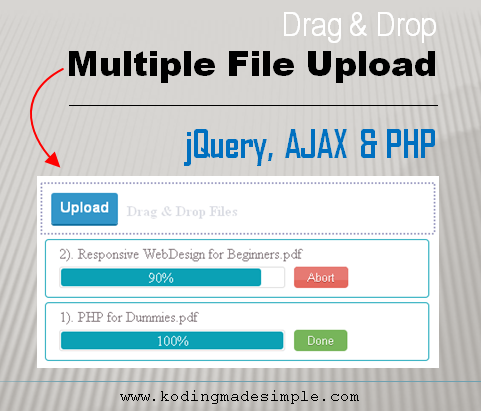 Drag & Drop
Multiple File Upload
jQuery, AJAX & PHP
Upload Drag & Drop Files
2). Responsive WebDesign for Beginners.pdf
90% Abort
1). PHP for Dummies.pdf
100% Done
www.kodingmadesimple.com